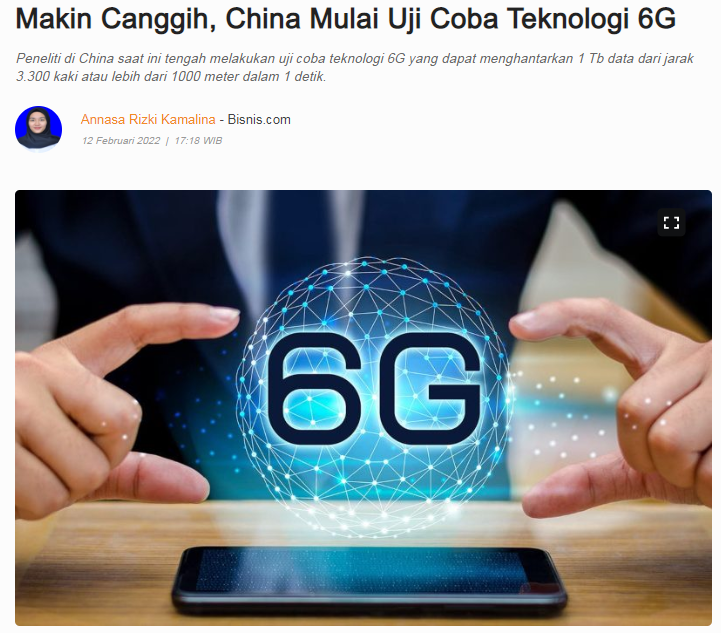 Makin Canggih, China Mulai Uji Coba Teknologi 6G
Peneliti di China saat ini tengah melakukan uji coba teknologi 6G yang dapat menghantarkan 1 Tb data dari jarak
3.300 kaki atau lebih dari 1000 meter dalam 1 detik.
Annasa Rizki Kamalina - Bisnis.com
12 Februari 2022 | 17:18 WIB
6G